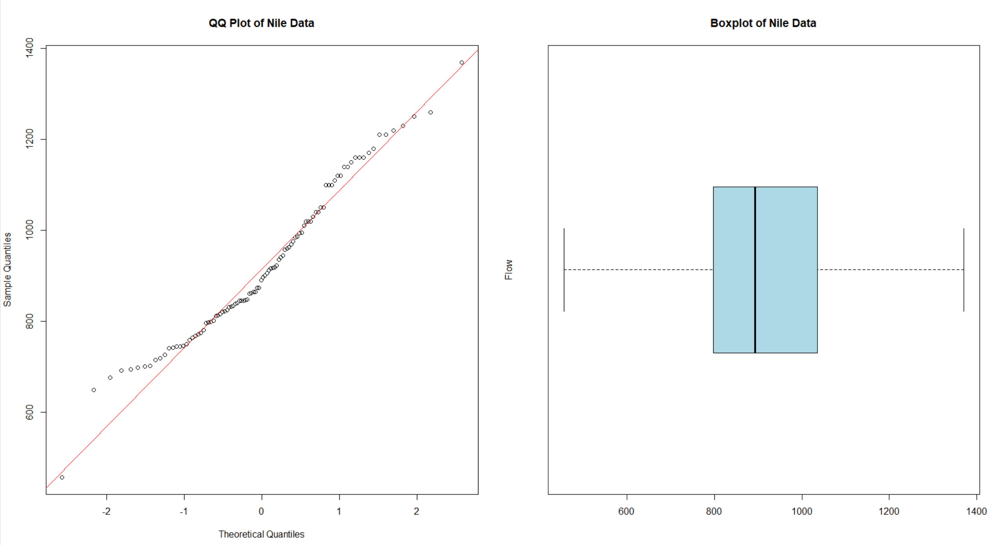 QQ Plot of Nile Data
Sample Quantiles
1400
1200
1000
800
600
-2 -1 0 1 2
Theoretical Quantiles
Boxplot of Nile Data
Flow
600 800 1000 1200 1400